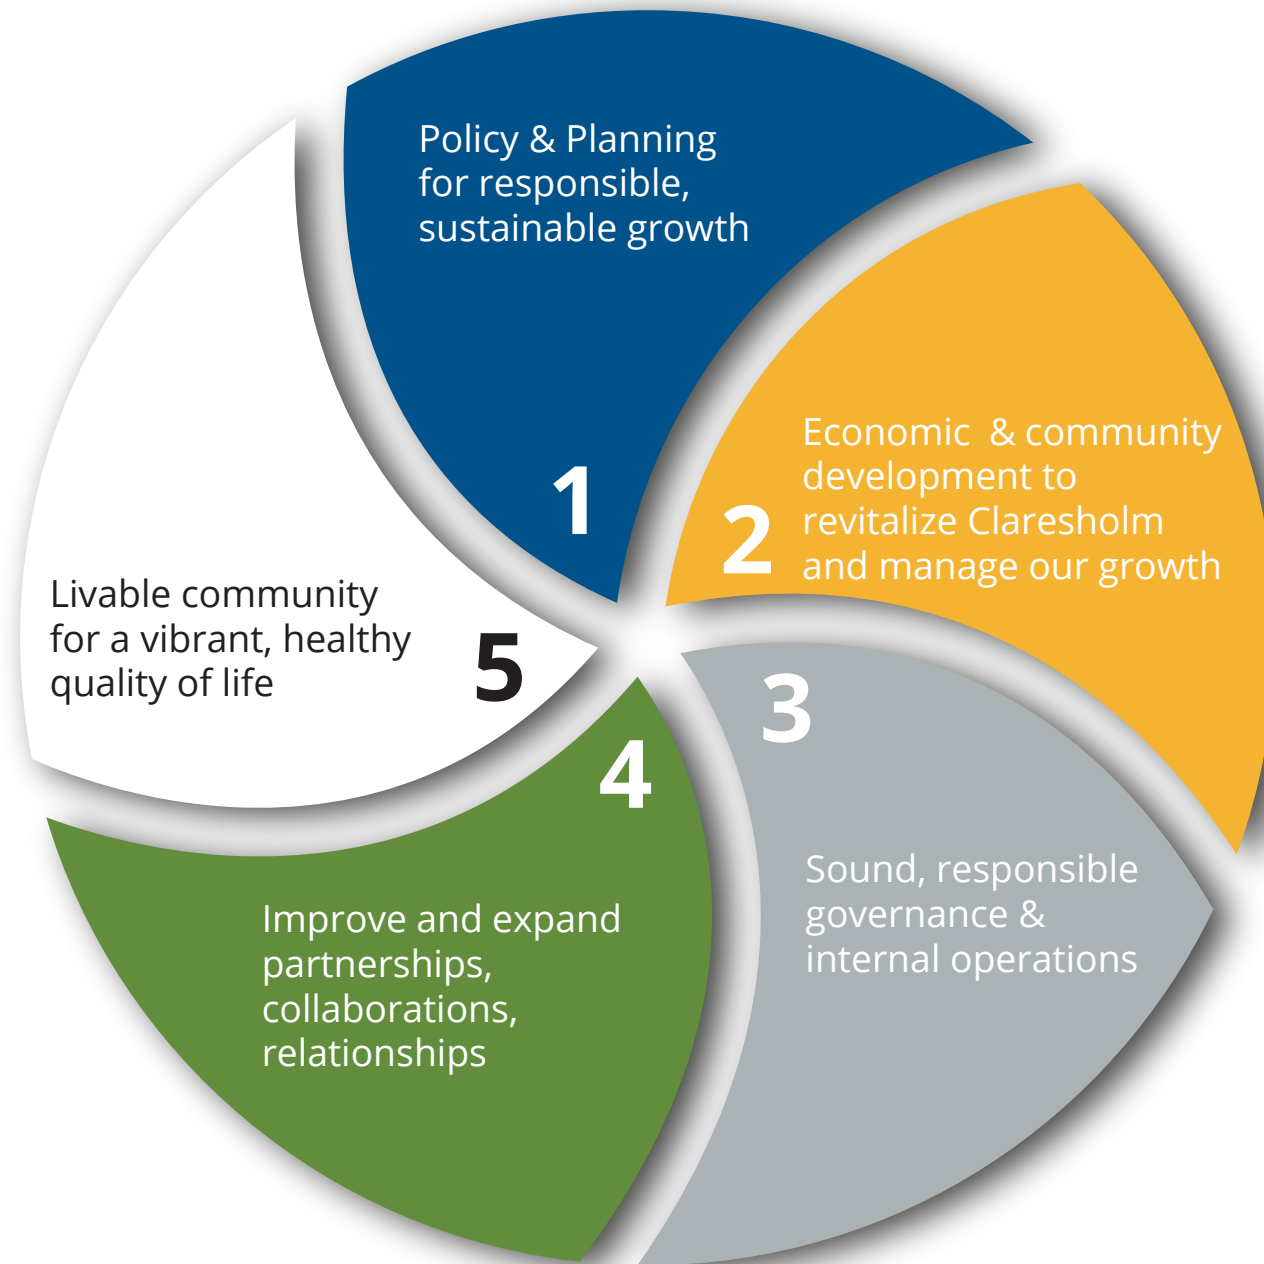 Policy & Planning
for responsible,
sustainable growth
1
Economic & community
development to
revitalize Claresholm
and manage our growth
2
3
Sound, responsible
governance &
internal operations
4
Improve and expand
partnerships,
collaborations,
relationships
Livable community
for a vibrant, healthy
quality of life
5